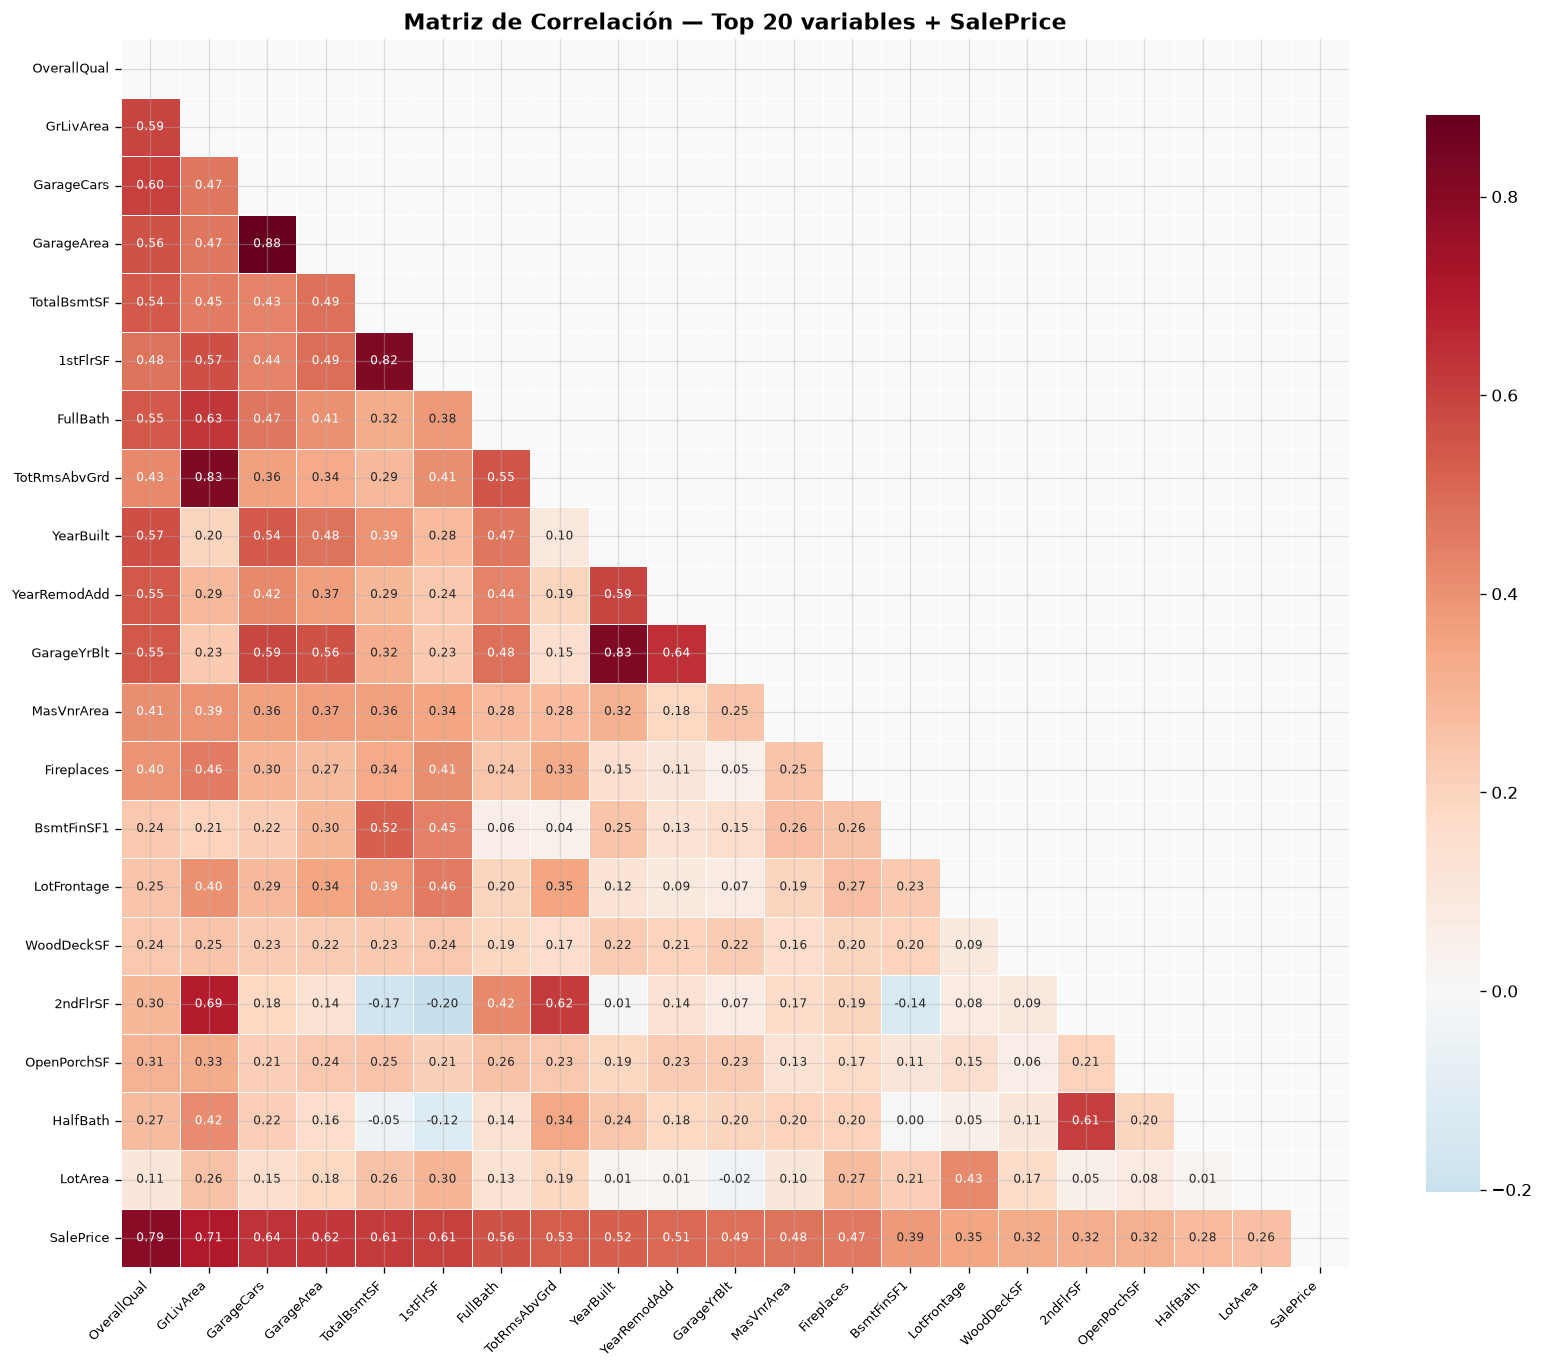 Matriz de Correlación — Top 20 variables + SalePrice
OverallQual
GrLivArea 0.59
GarageCars 0.60 0.47
GarageArea 0.56 0.47 0.88
TotalBsmtSF 0.54 0.45 0.43 0.49
1stFlrSF 0.48 0.57 0.44 0.49 0.82
FullBath 0.55 0.63 0.47 0.41 0.32 0.38
TotRmsAbvGrd 0.43 0.83 0.36 0.34 0.29 0.41 0.55
YearBuilt 0.57 0.20 0.54 0.48 0.39 0.28 0.47 0.10
YearRemodAdd 0.55 0.29 0.42 0.37 0.29 0.24 0.44 0.19 0.59
GarageYrBlt 0.55 0.23 0.59 0.56 0.32 0.23 0.48 0.15 0.83 0.64
MasVnrArea 0.41 0.39 0.36 0.37 0.36 0.34 0.28 0.28 0.32 0.18 0.25
Fireplaces 0.40 0.46 0.30 0.27 0.34 0.41 0.24 0.33 0.15 0.11 0.05 0.25
BsmtFinSF1 0.24 0.21 0.22 0.30 0.52 0.45 0.06 0.04 0.25 0.13 0.15 0.26 0.26
LotFrontage 0.25 0.40 0.29 0.34 0.39 0.46 0.20 0.35 0.12 0.09 0.07 0.19 0.27 0.23
WoodDeckSF 0.24 0.25 0.23 0.22 0.23 0.24 0.19 0.17 0.22 0.21 0.22 0.16 0.20 0.20 0.09
2ndFlrSF 0.30 0.69 0.18 0.14 -0.17 -0.20 0.42 0.62 0.01 0.14 0.07 0.17 0.19 -0.14 0.08 0.09
OpenPorchSF 0.31 0.33 0.21 0.24 0.25 0.21 0.26 0.23 0.19 0.23 0.23 0.13 0.17 0.11 0.15 0.06 0.21
HalfBath 0.27 0.42 0.22 0.16 -0.05 -0.12 0.14 0.34 0.24 0.18 0.20 0.20 0.20 0.00 0.05 0.11 0.61 0.20
LotArea 0.11 0.26 0.15 0.18 0.26 0.30 0.13 0.19 0.01 0.01 -0.02 0.10 0.27 0.21 0.43 0.17 0.05 0.08 0.01
SalePrice 0.79 0.71 0.64 0.62 0.61 0.61 0.56 0.53 0.52 0.51 0.49 0.48 0.47 0.39 0.35 0.32 0.32 0.32 0.28 0.26
OverallQual GrLivArea GarageCars GarageArea TotalBsmtSF 1stFlrSF FullBath TotRmsAbvGrd YearBuilt YearRemodAdd GarageYrBlt MasVnrArea Fireplaces BsmtFinSF1 LotFrontage WoodDeckSF 2ndFlrSF OpenPorchSF HalfBath LotArea SalePrice
0.8
0.6
0.4
0.2
0.0
−0.2